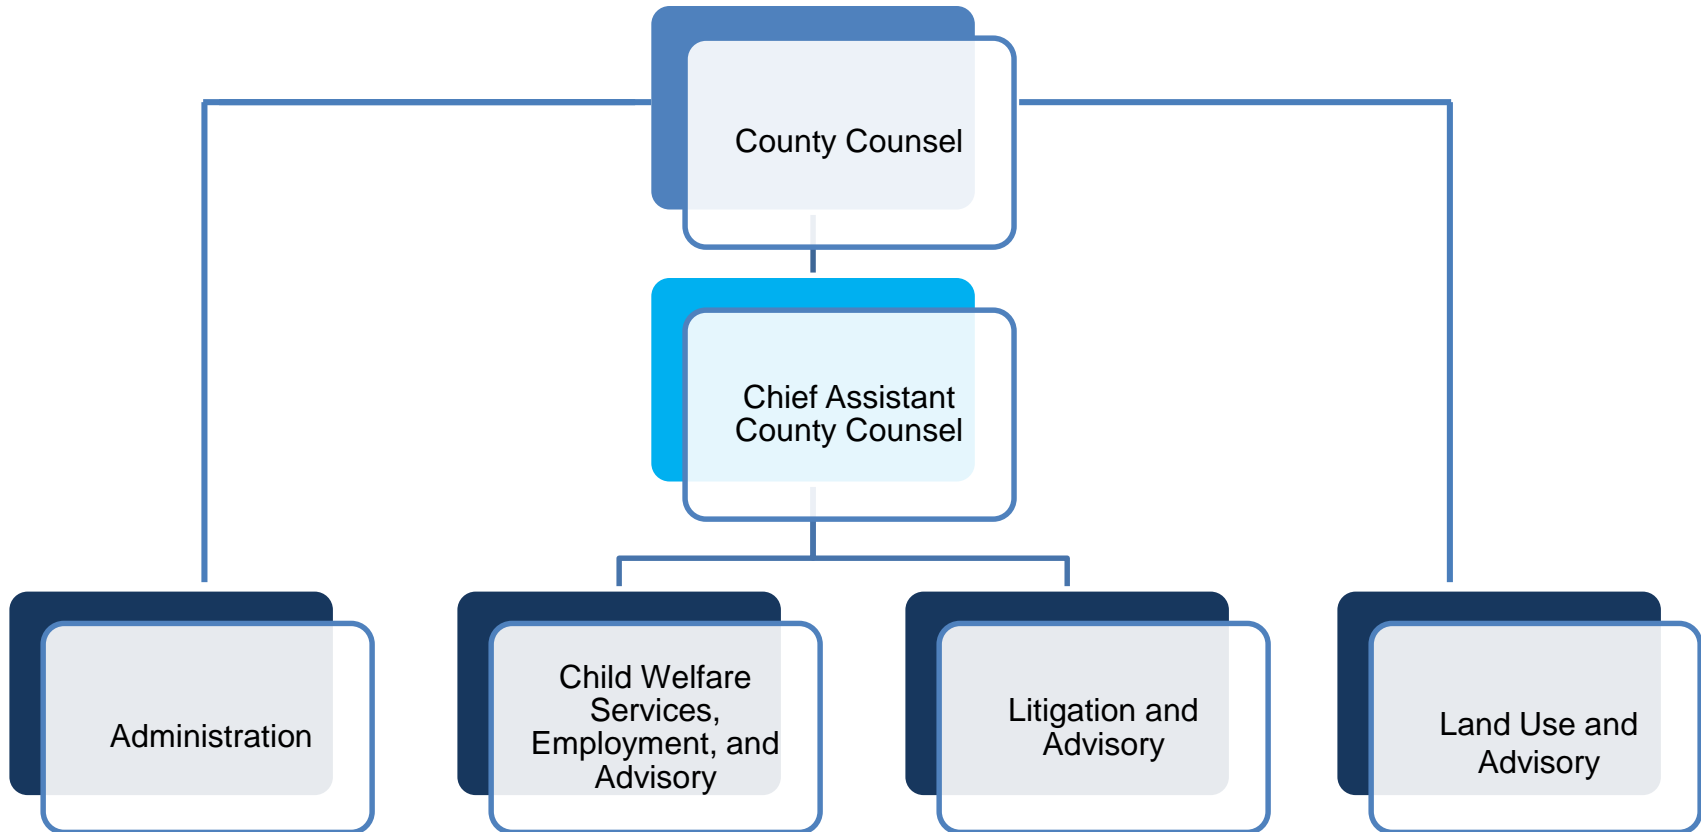 County Counsel
Chief Assistant
County Counsel
Administration
Child Welfare
Services,
Employment, and
Advisory
Litigation and
Advisory
Land Use and
Advisory